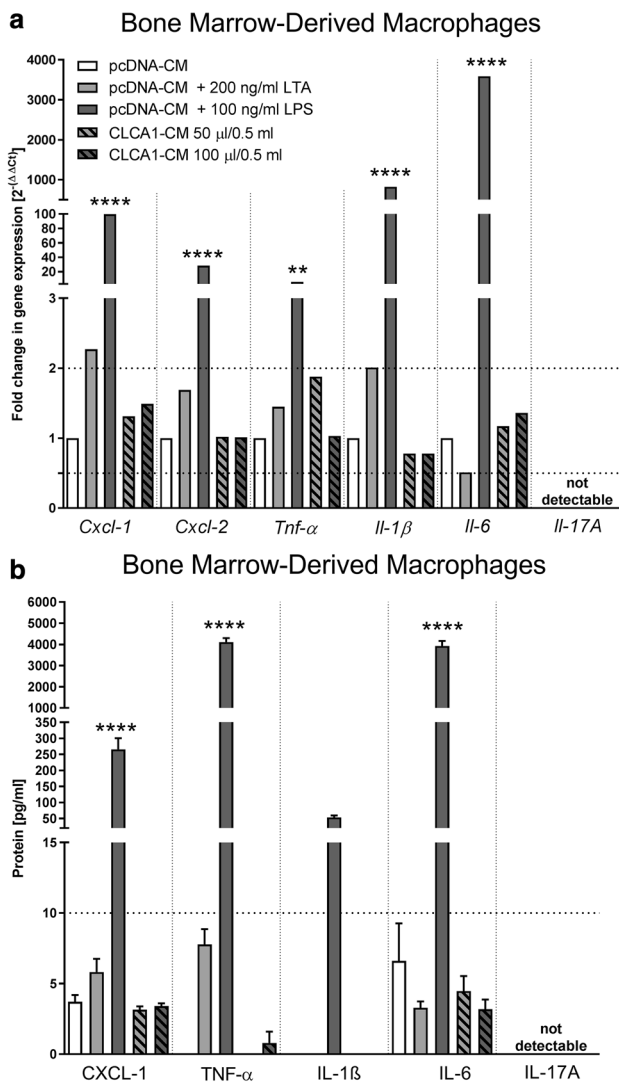 a
Bone Marrow-Derived Macrophages
Fold change in gene expression [2^-(ΔΔCt)]
4000
3000
2000
1000
100
80
60
40
20
3
2
1
0
pcDNA-CM
pcDNA-CM + 200 ng/ml LTA
pcDNA-CM + 100 ng/ml LPS
CLCA1-CM 50 µl/0.5 ml
CLCA1-CM 100 µl/0.5 ml
****
****
**
****
****
not
detectable
Cxcl-1 Cxcl-2 Tnf-α Il-1β Il-6 Il-17A
b
Bone Marrow-Derived Macrophages
Protein [pg/ml]
6000
5000
4000
3000
2000
1000
350
300
250
200
150
100
50
15
10
5
0
****
****
****
not
detectable
CXCL-1 TNF-α IL-1ß IL-6 IL-17A